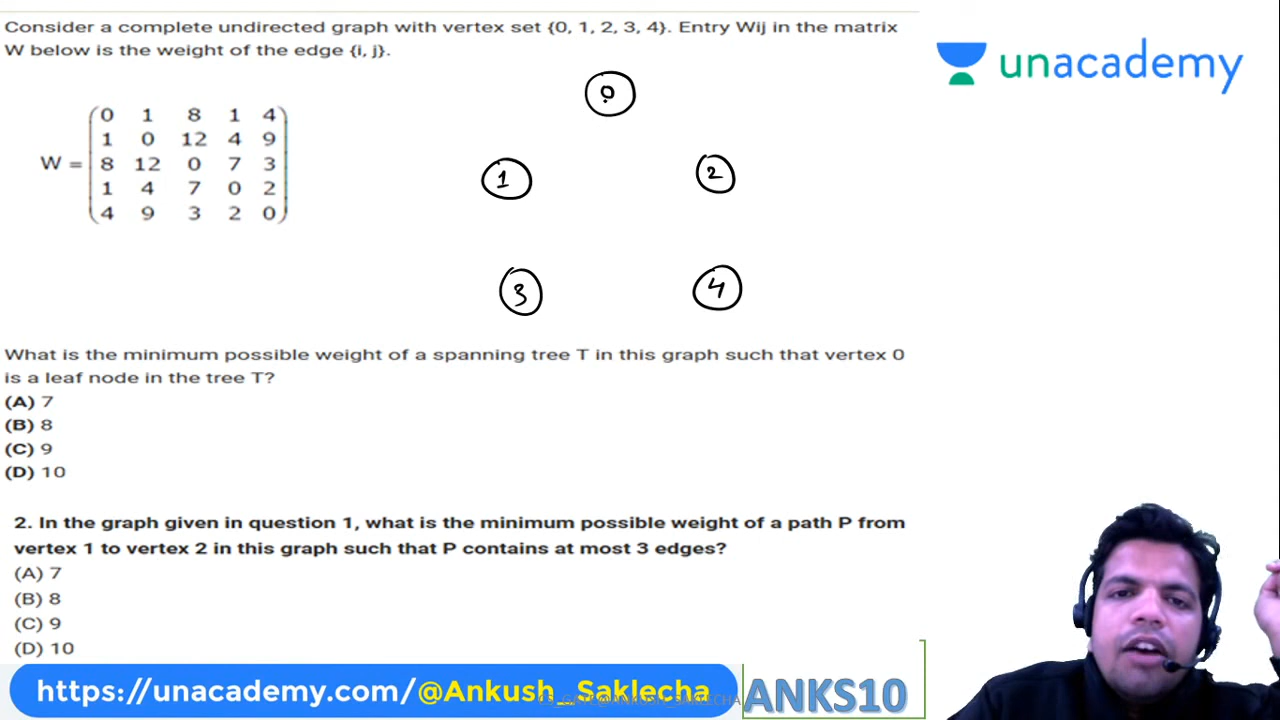 Consider a complete undirected graph with vertex set {0, 1, 2, 3, 4}. Entry Wij in the matrix
W below is the weight of the edge {i, j}.
unacademy
0
W =
0 1 8 1 4
1 0 12 4 9
8 12 0 7 3
1 4 7 0 2
4 9 3 2 0
1 2
3 4
What is the minimum possible weight of a spanning tree T in this graph such that vertex 0
is a leaf node in the tree T?
(A) 7
(B) 8
(C) 9
(D) 10
2. In the graph given in question 1, what is the minimum possible weight of a path P from
vertex 1 to vertex 2 in this graph such that P contains at most 3 edges?
(A) 7
(B) 8
(C) 9
(D) 10
https://unacademy.com/@Ankush_Saklecha
ANKS10